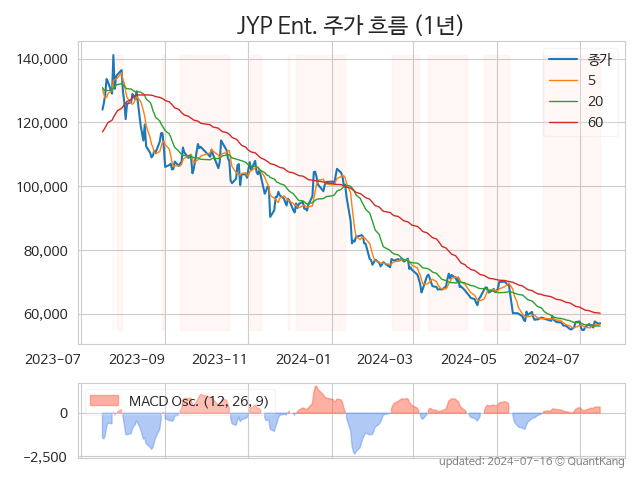 JYP Ent. 주가 흐름 (1년)
140,000
120,000
100,000
80,000
60,000
종가
5
20
60
2023-07 2023-09 2023-11 2024-01 2024-03 2024-05 2024-07
MACD Osc. (12, 26, 9)
0
−2,500
updated: 2024-07-16 © QuantKang